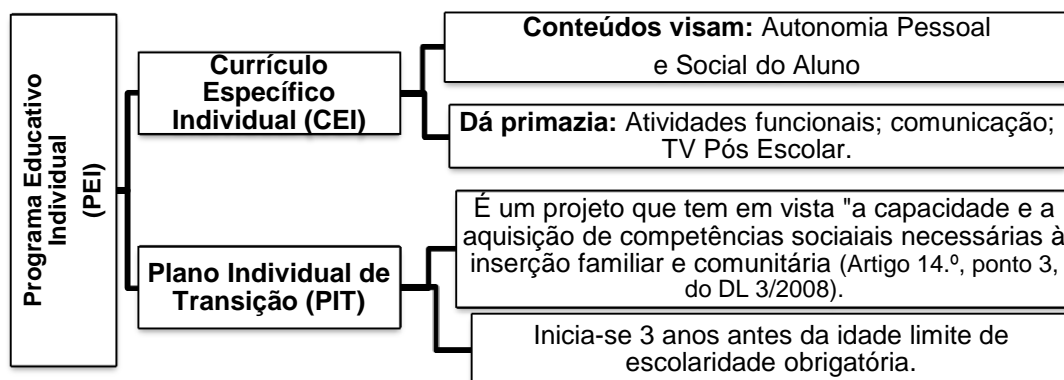 Programa Educativo
Individual
(PEI)
Currículo
Específico
Individual (CEI)
Conteúdos visam: Autonomia Pessoal
e Social do Aluno
Dá primazia: Atividades funcionais; comunicação;
TV Pós Escolar.
Plano Individual de
Transição (PIT)
É um projeto que tem em vista "a capacidade e a
aquisição de competências sociaiais necessárias à
inserção familiar e comunitária (Artigo 14.º, ponto 3,
do DL 3/2008).
Inicia-se 3 anos antes da idade limite de
escolaridade obrigatória.